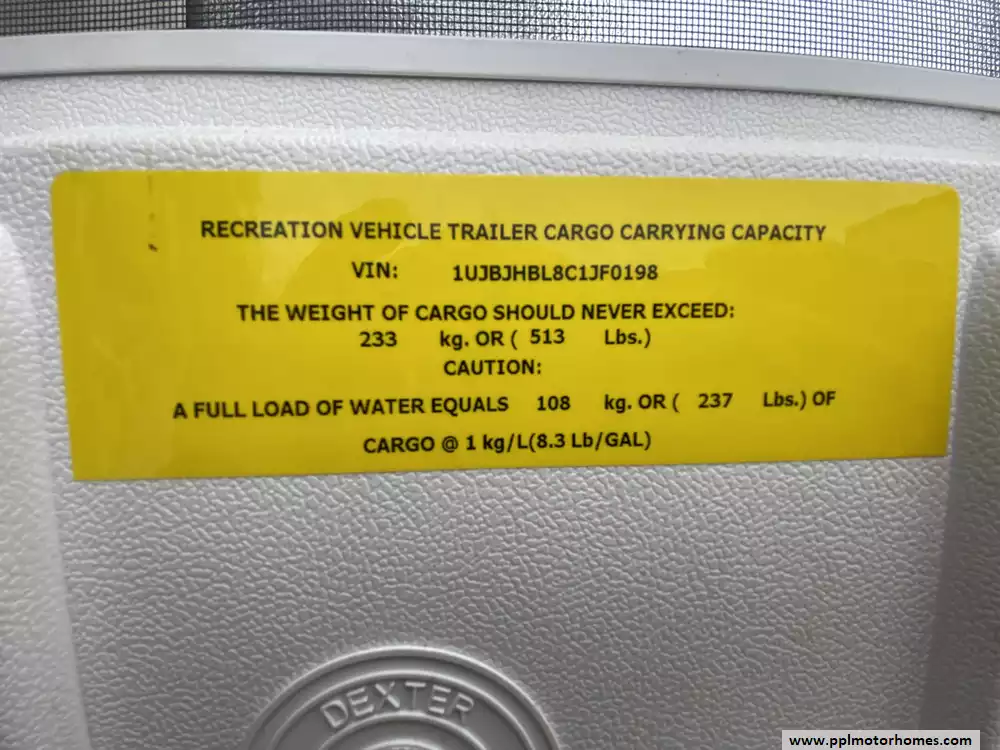 RECREATION VEHICLE TRAILER CARGO CARRYING CAPACITY
VIN: 1UJBJHBL8C1JF0198
THE WEIGHT OF CARGO SHOULD NEVER EXCEED:
233 kg. OR ( 513 Lbs.)
CAUTION:
A FULL LOAD OF WATER EQUALS 108 kg. OR ( 237 Lbs.) OF
CARGO @ 1 kg/L(8.3 Lb/GAL)
DEXTER
www.pplmotorhomes.com